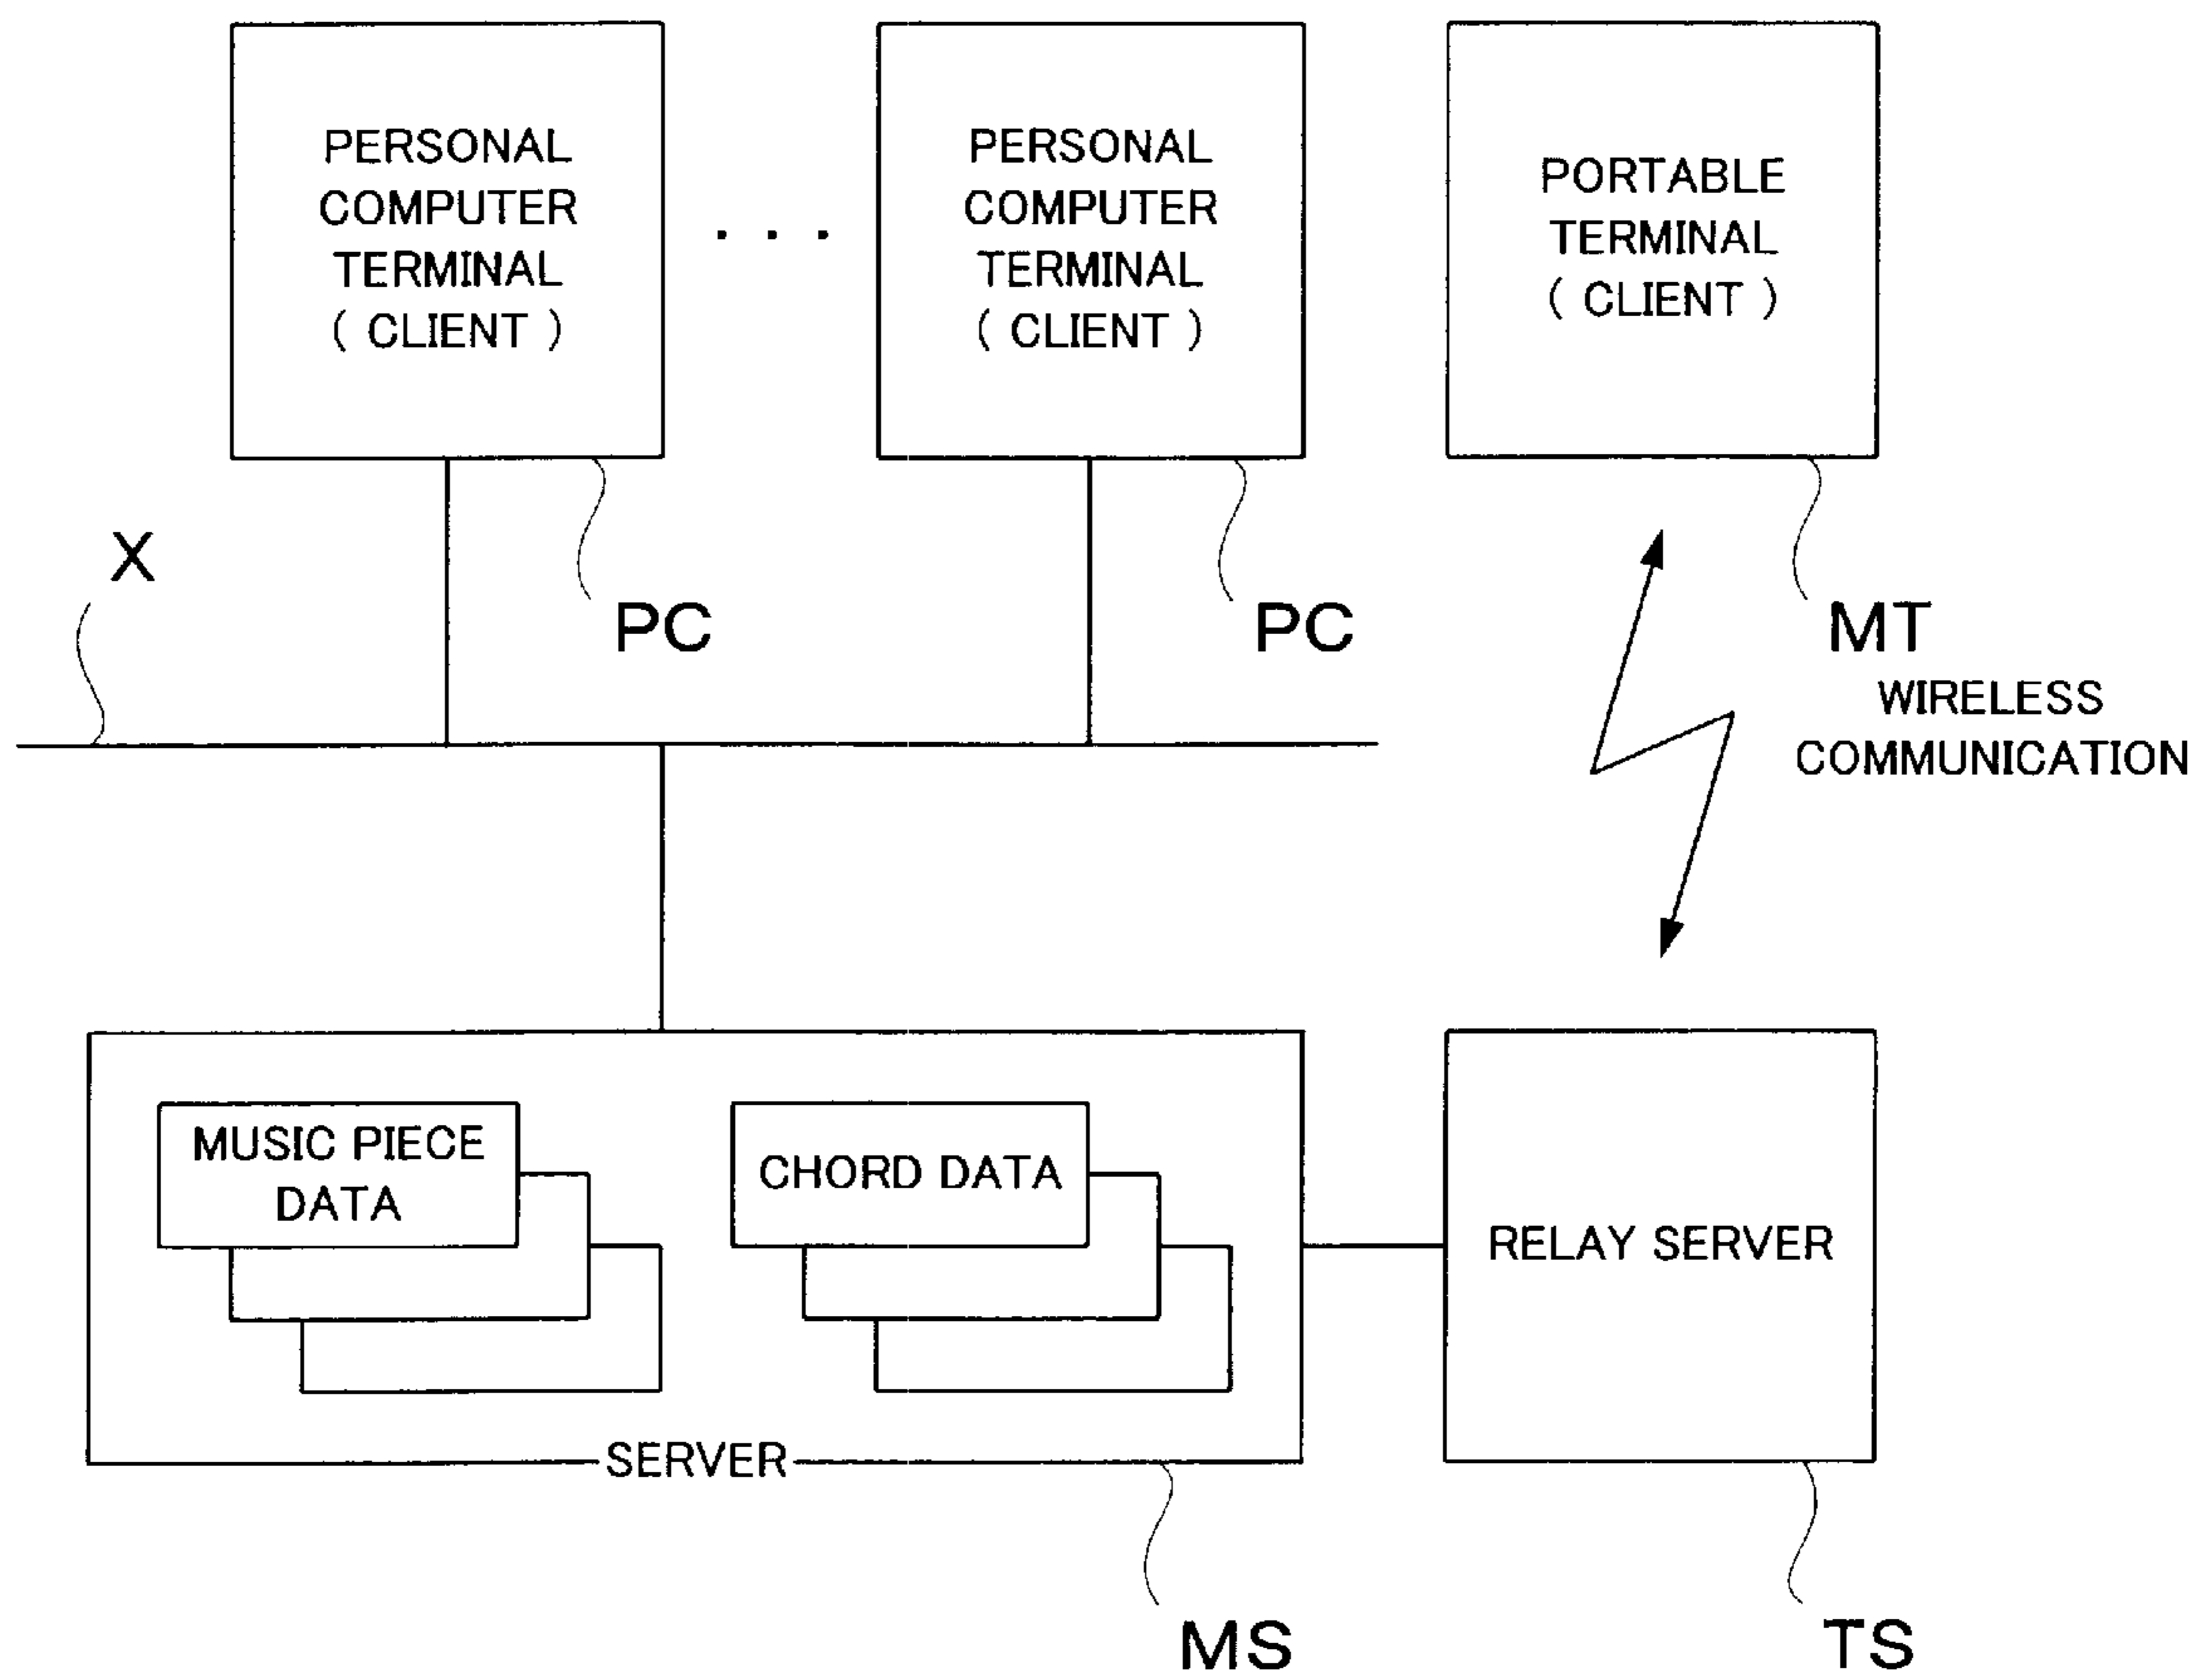 PERSONAL
COMPUTER
TERMINAL
( CLIENT )
. . .
PERSONAL
COMPUTER
TERMINAL
( CLIENT )
PORTABLE
TERMINAL
( CLIENT )
X
PC
PC
MT
WIRELESS
COMMUNICATION
MUSIC PIECE
DATA
CHORD DATA
RELAY SERVER
SERVER
MS
TS